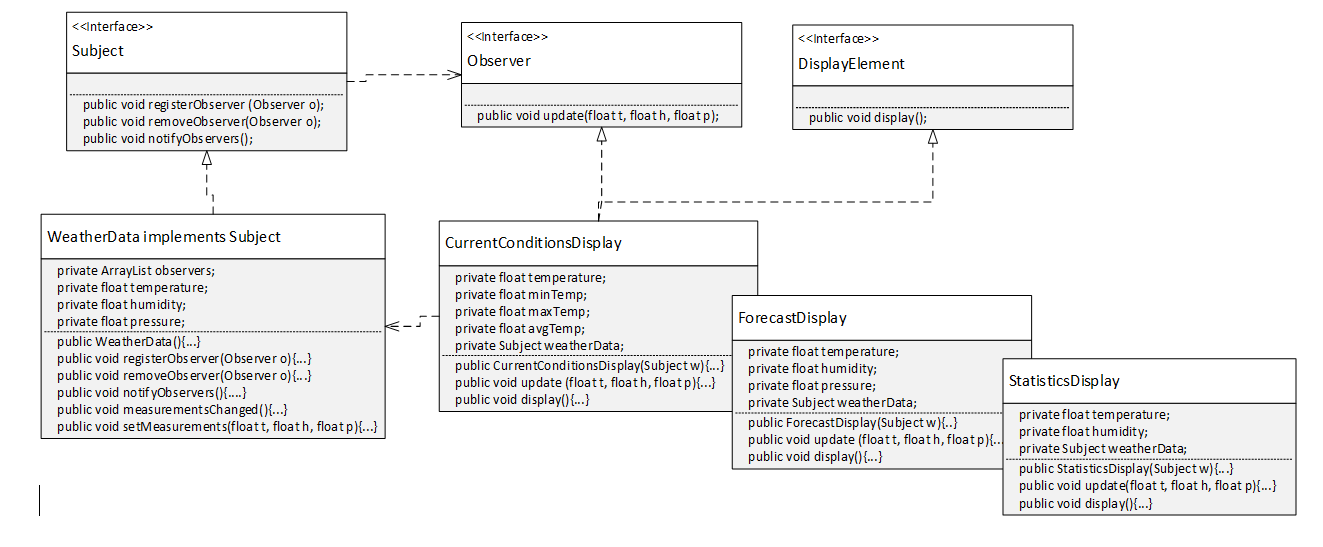 <<Interface>>
Subject
public void registerObserver (Observer o);
public void removeObserver(Observer o);
public void notifyObservers();
<<Interface>>
Observer
public void update(float t, float h, float p);
<<Interface>>
DisplayElement
public void display();
WeatherData implements Subject
private ArrayList observers;
private float temperature;
private float humidity;
private float pressure;
public WeatherData(){...}
public void registerObserver(Observer o){...}
public void removeObserver(Observer o){...}
public void notifyObservers(){....}
public void measurementsChanged(){...}
public void setMeasurements(float t, float h, float p){...}
CurrentConditionsDisplay
private float temperature;
private float minTemp;
private float maxTemp;
private float avgTemp;
private Subject weatherData;
public CurrentConditionsDisplay(Subject w){...}
public void update (float t, float h, float p){...}
public void display(){...}
ForecastDisplay
private float temperature;
private float humidity;
private float pressure;
private Subject weatherData;
public ForecastDisplay(Subject w){..}
public void update (float t, float h, float p){...
public void display(){...}
StatisticsDisplay
private float temperature;
private float humidity;
private Subject weatherData;
public StatisticsDisplay(Subject w){...}
public void update(float t, float h, float p){...}
public void display(){...}